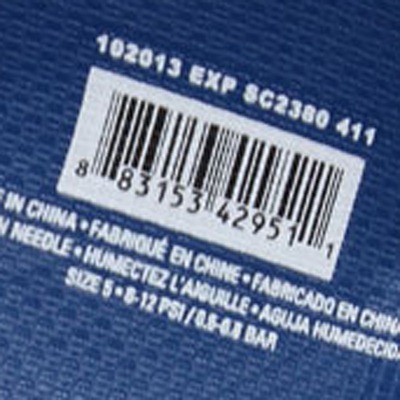 102013 EXP SC2380 411
8 83153 42951 1
IN CHINA • FABRIQUÉ EN CHINE • FABRICADO EN CHINA
NEEDLE • HUMECTEZ L'AIGUILLE • AGUJA HUMEDECIDA
SIZE 5 • 8-12 PSI / 0.6-0.8 BAR